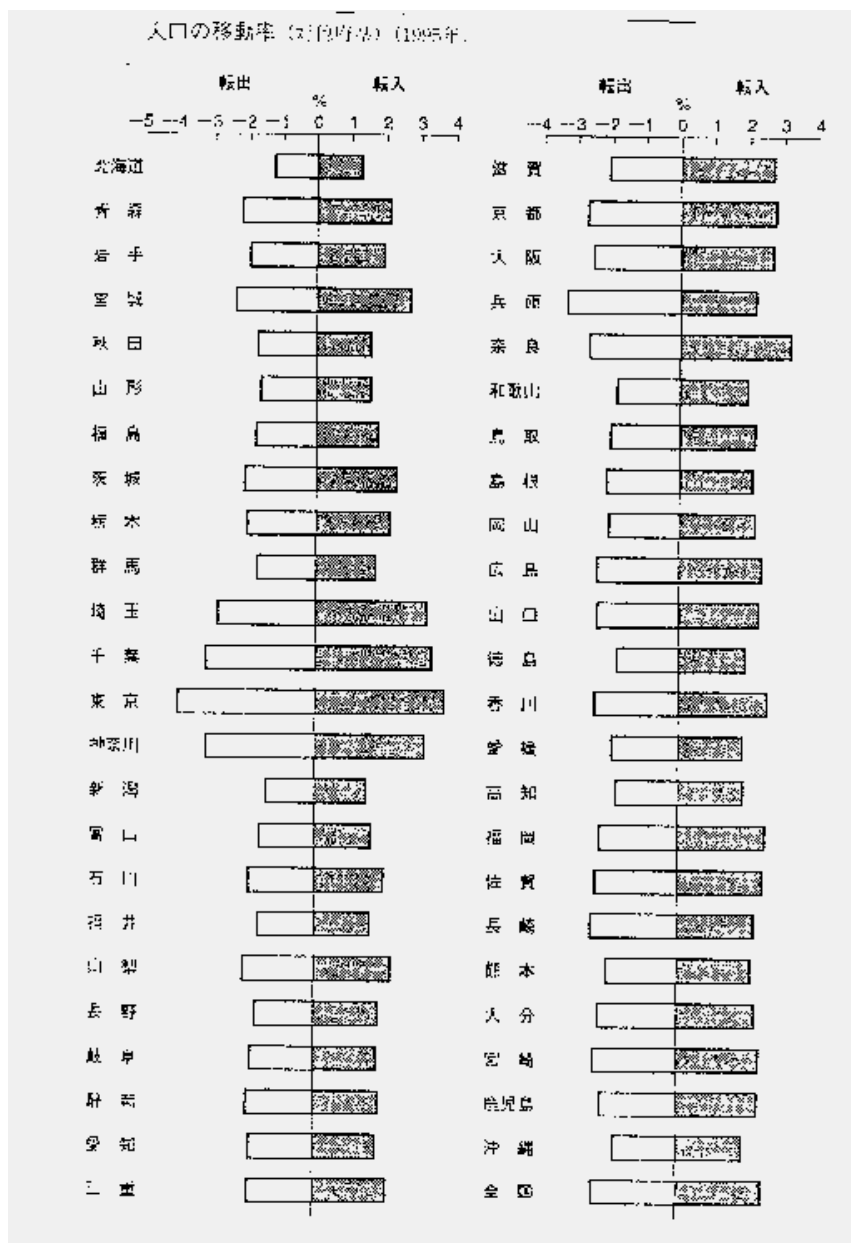 人口の移動率 (対他府県) (1995年)
転出 転入
%
-5 -4 -3 -2 -1 0 1 2 3 4
北海道
青森
岩手
宮城
秋田
山形
福島
茨城
栃木
群馬
埼玉
千葉
東京
神奈川
新潟
富山
石川
福井
山梨
長野
岐阜
静岡
愛知
三重
転出 転入
%
-4 -3 -2 -1 0 1 2 3 4
滋賀
京都
大阪
兵庫
奈良
和歌山
鳥取
島根
岡山
広島
山口
徳島
香川
愛媛
高知
福岡
佐賀
長崎
熊本
大分
宮崎
鹿児島
沖縄
全国